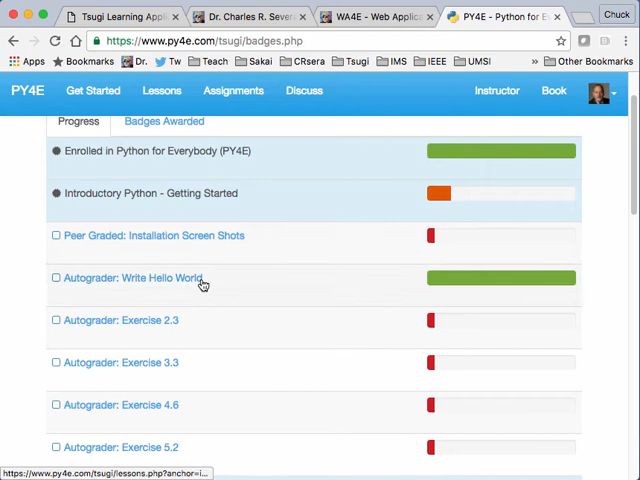 Tsugi Learning Appli
Dr. Charles R. Severe
WA4E - Web Applica
PY4E - Python for Ev
Chuck
https://www.py4e.com/tsugi/badges.php
Apps
Bookmarks
Dr.
Tw
Teach
Sakai
CRsera
Tsugi
IMS
IEEE
UMSI
Other Bookmarks
PY4E
Get Started
Lessons
Assignments
Discuss
Instructor
Book
Progress
Badges Awarded
Enrolled in Python for Everybody (PY4E)
Introductory Python - Getting Started
Peer Graded: Installation Screen Shots
Autograder: Write Hello World
Autograder: Exercise 2.3
Autograder: Exercise 3.3
Autograder: Exercise 4.6
Autograder: Exercise 5.2
https://www.py4e.com/tsugi/lessons.php?anchor=i...